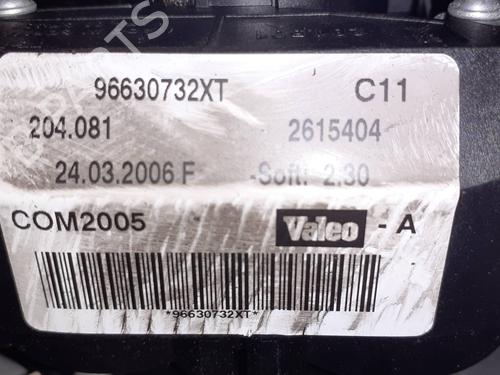 96630732XT C11
204.081 2615404
24.03.2006 F -Soft: 2.30
COM2005 Valeo - A
*96630732XT*